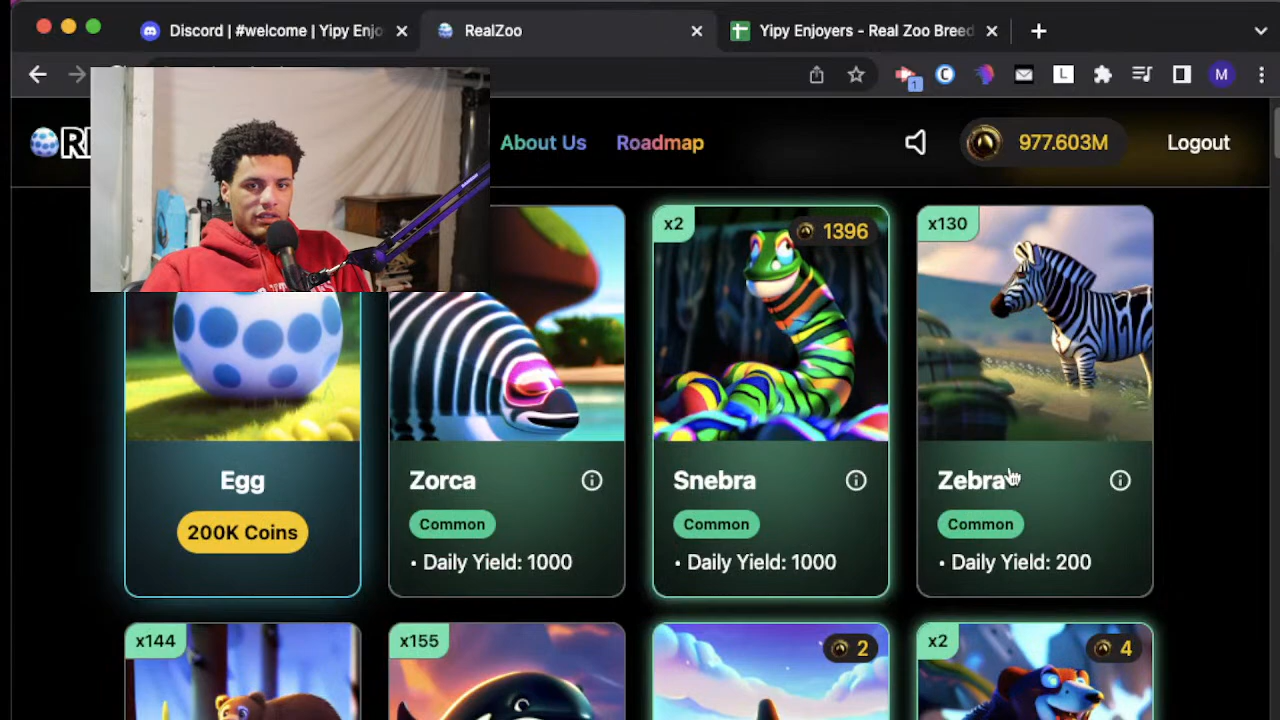 Discord | #welcome | Yipy Enjo
RealZoo
Yipy Enjoyers - Real Zoo Breed
1
L
M
About Us
Roadmap
977.603M
Logout
x2
1396
x130
Egg
200K Coins
Zorca
Common
• Daily Yield: 1000
Snebra
Common
• Daily Yield: 1000
Zebra
Common
• Daily Yield: 200
x144
x155
2
x2
4